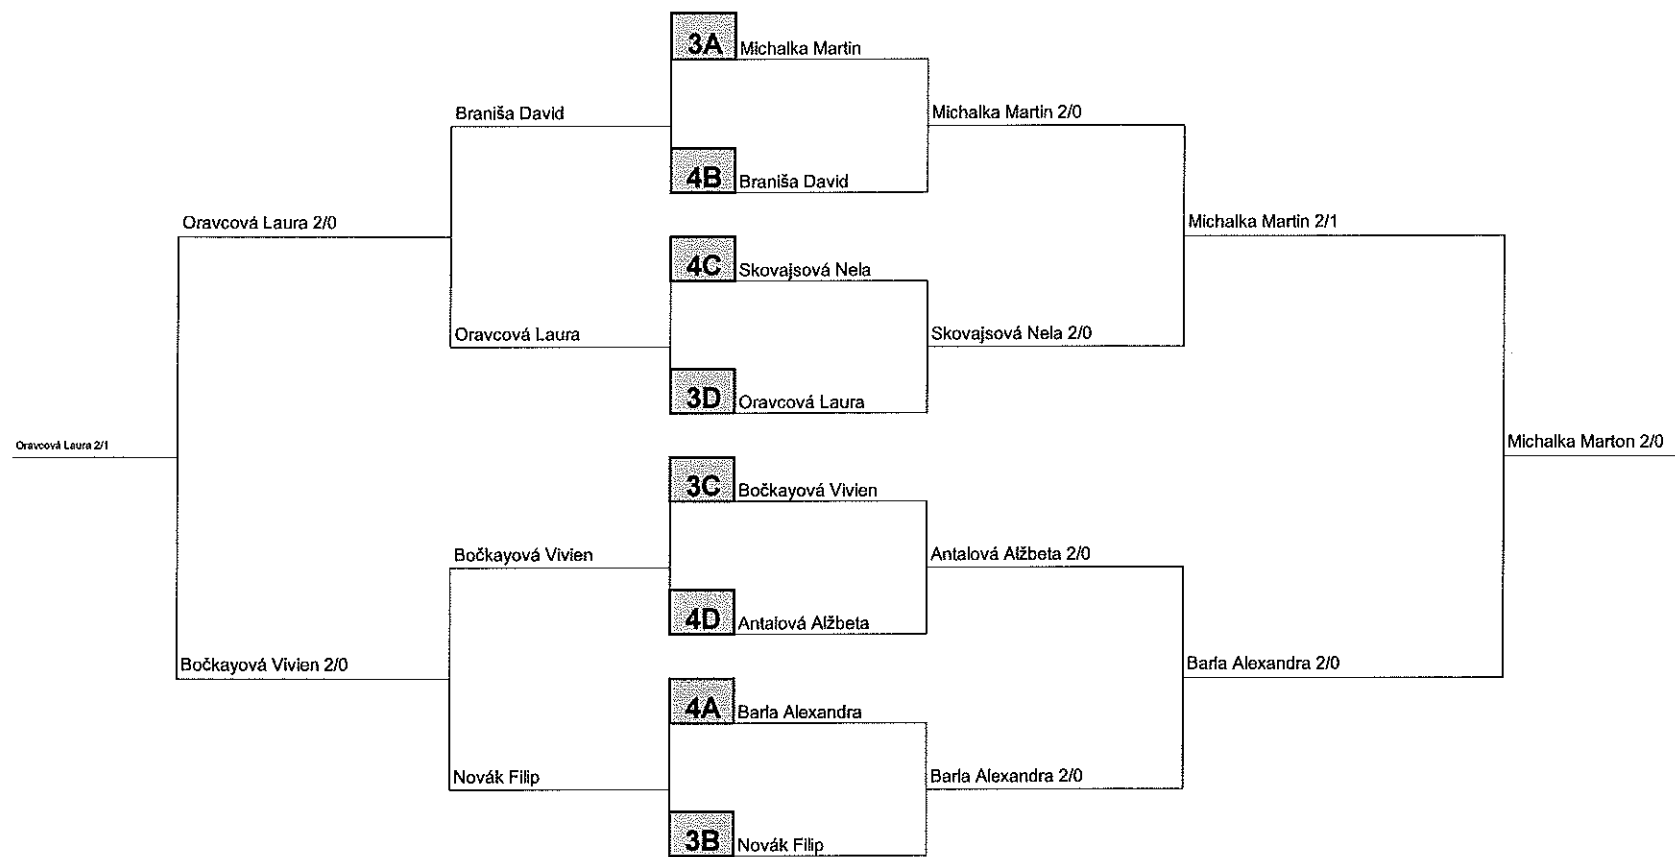 3A Michalka Martin
Braniša David
Michalka Martin 2/0
4B Braniša David
Oravcová Laura 2/0
Michalka Martin 2/1
4C Skovajsová Nela
Oravcová Laura
Skovajsová Nela 2/0
3D Oravcová Laura
Oravcová Laura 2/1
Michalka Marton 2/0
3C Bočkayová Vivien
Bočkayová Vivien
Antalová Alžbeta 2/0
4D Antalová Alžbeta
Bočkayová Vivien 2/0
Barla Alexandra 2/0
4A Barla Alexandra
Novák Filip
Barla Alexandra 2/0
3B Novák Filip